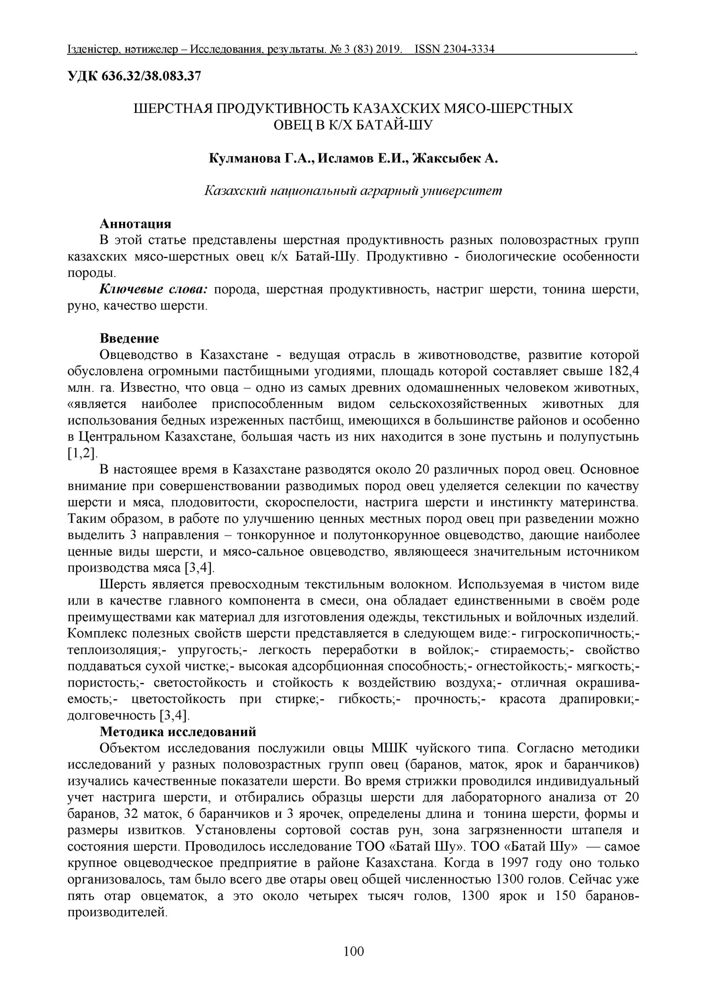 Ізденістер, нәтижелер – Исследования, результаты. № 3 (83) 2019. ISSN 2304-3334 .
УДК 636.32/38.083.37
ШЕРСТНАЯ ПРОДУКТИВНОСТЬ КАЗАХСКИХ МЯСО-ШЕРСТНЫХ
ОВЕЦ В К/Х БАТАЙ-ШУ
Кулманова Г.А., Исламов Е.И., Жаксыбек А.
Казахский национальный аграрный университет
Аннотация
В этой статье представлены шерстная продуктивность разных половозрастных групп
казахских мясо-шерстных овец к/х Батай-Шу. Продуктивно - биологические особенности
породы.
Ключевые слова: порода, шерстная продуктивность, настриг шерсти, тонина шерсти,
руно, качество шерсти.
Введение
Овцеводство в Казахстане - ведущая отрасль в животноводстве, развитие которой
обусловлена огромными пастбищными угодиями, площадь которой составляет свыше 182,4
млн. га. Известно, что овца – одно из самых древних одомашненных человеком животных,
«является наиболее приспособленным видом сельскохозяйственных животных для
использования бедных изреженных пастбищ, имеющихся в большинстве районов и особенно
в Центральном Казахстане, большая часть из них находится в зоне пустынь и полупустынь
[1,2].
В настоящее время в Казахстане разводятся около 20 различных пород овец. Основное
внимание при совершенствовании разводимых пород овец уделяется селекции по качеству
шерсти и мяса, плодовитости, скороспелости, настрига шерсти и инстинкту материнства.
Таким образом, в работе по улучшению ценных местных пород овец при разведении можно
выделить 3 направления – тонкорунное и полутонкорунное овцеводство, дающие наиболее
ценные виды шерсти, и мясо-сальное овцеводство, являющееся значительным источником
производства мяса [3,4].
Шерсть является превосходным текстильным волокном. Используемая в чистом виде
или в качестве главного компонента в смеси, она обладает единственными в своём роде
преимуществами как материал для изготовления одежды, текстильных и войлочных изделий.
Комплекс полезных свойств шерсти представляется в следующем виде:- гигроскопичность;-
теплоизоляция;- упругость;- легкость переработки в войлок;- стираемость;- свойство
поддаваться сухой чистке;- высокая адсорбционная способность;- огнестойкость;- мягкость;-
пористость;- светостойкость и стойкость к воздействию воздуха;- отличная окрашива-
емость;- цветостойкость при стирке;- гибкость;- прочность;- красота драпировки;-
долговечность [3,4].
Методика исследований
Объектом исследования послужили овцы МШК чуйского типа. Согласно методики
исследований у разных половозрастных групп овец (баранов, маток, ярок и баранчиков)
изучались качественные показатели шерсти. Во время стрижки проводился индивидуальный
учет настрига шерсти, и отбирались образцы шерсти для лабораторного анализа от 20
баранов, 32 маток, 6 баранчиков и 3 ярочек, определены длина и тонина шерсти, формы и
размеры извитков. Установлены сортовой состав рун, зона загрязненности штапеля и
состояния шерсти. Проводилось исследование ТОО «Батай Шу». ТОО «Батай Шу» — самое
крупное овцеводческое предприятие в районе Казахстана. Когда в 1997 году оно только
организовалось, там было всего две отары овец общей численностью 1300 голов. Сейчас уже
пять отар овцематок, а это около четырех тысяч голов, 1300 ярок и 150 баранов-
производителей.
100